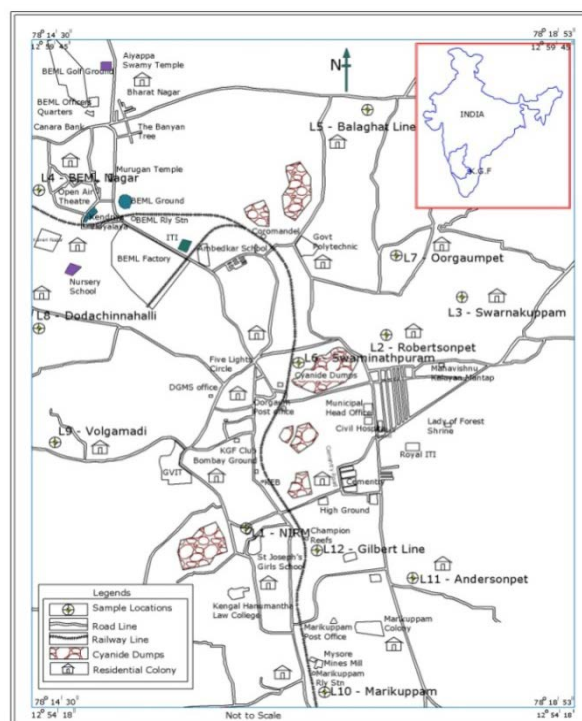 78° 14' 30"
12° 59' 45"
78° 18' 53"
12° 59' 45"
Aiyappa
Swamy Temple
BEML Golf Ground
Bharat Nagar
N
INDIA
K.G.F
BEML Officers
Quarters
Canara Bank
The Banyan
Tree
L5 - Balaghat Line
Murugan Temple
L4 - BEML Nagar
Open Air
Theatre
BEML Ground
Kendriya
Vidyalaya
BEML Rly Stn
Coromandel
ITI
Ambedkar School
Govt
Polytechnic
BEML Factory
L7 - Oorgaumpet
Nursery
School
L3 - Swarnakuppam
L8 - Dodachinnahalli
L2 - Robertsonpet
Five Lights
Circle
L6 - Swaminathpuram
Cyanide Dumps
Mahavishnu
Kalayan Mantap
DGMS office
Oorgaum
Post office
Municipal
Head Office
Civil Hospital
Lady of Forest
Shrine
L9 - Volgamadi
KGF Club
Bombay Ground
Royal ITI
GVIT
KEB
Cementry
High Ground
L1 - NIRM
Champion
Reefs
St Joseph's
Girls School
L12 - Gilbert Line
L11 - Andersonpet
Kengal Hanumantha
Law College
Marikuppam
Post Office
Marikuppam
Colony
Mysore
Mines Mill
Marikuppam
Rly Stn
L10 - Marikuppam
Legends
Sample Locations
Road Line
Railway Line
Cyanide Dumps
Residential Colony
78° 14' 30"
12° 54' 18"
Not to Scale
78° 18' 53"
12° 54' 18"